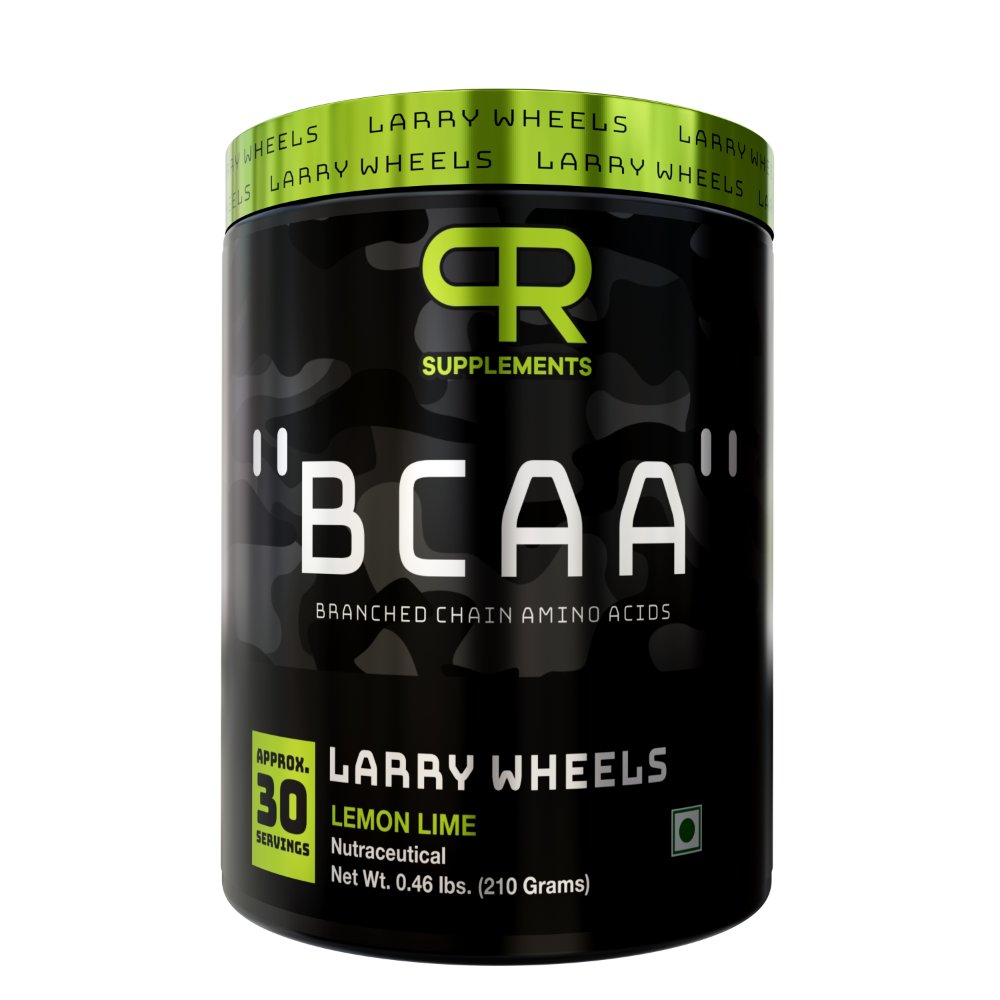 LARRY WHEELS LARRY WHEELS LARRY WHEELS
WHEELS LARRY WHEELS LARRY WHEELS
PR
SUPPLEMENTS
"BCAA"
BRANCHED CHAIN AMINO ACIDS
APPROX.
30
SERVINGS
LARRY WHEELS
LEMON LIME
Nutraceutical
Net Wt. 0.46 lbs. (210 Grams)